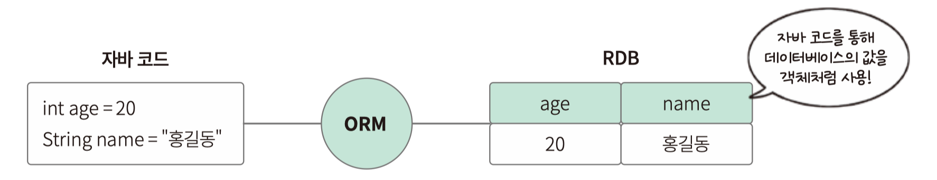 자바 코드
int age = 20
String name = "홍길동"
ORM
RDB
age name
20 홍길동
자바 코드를 통해
데이터베이스의 값을
객체처럼 사용!